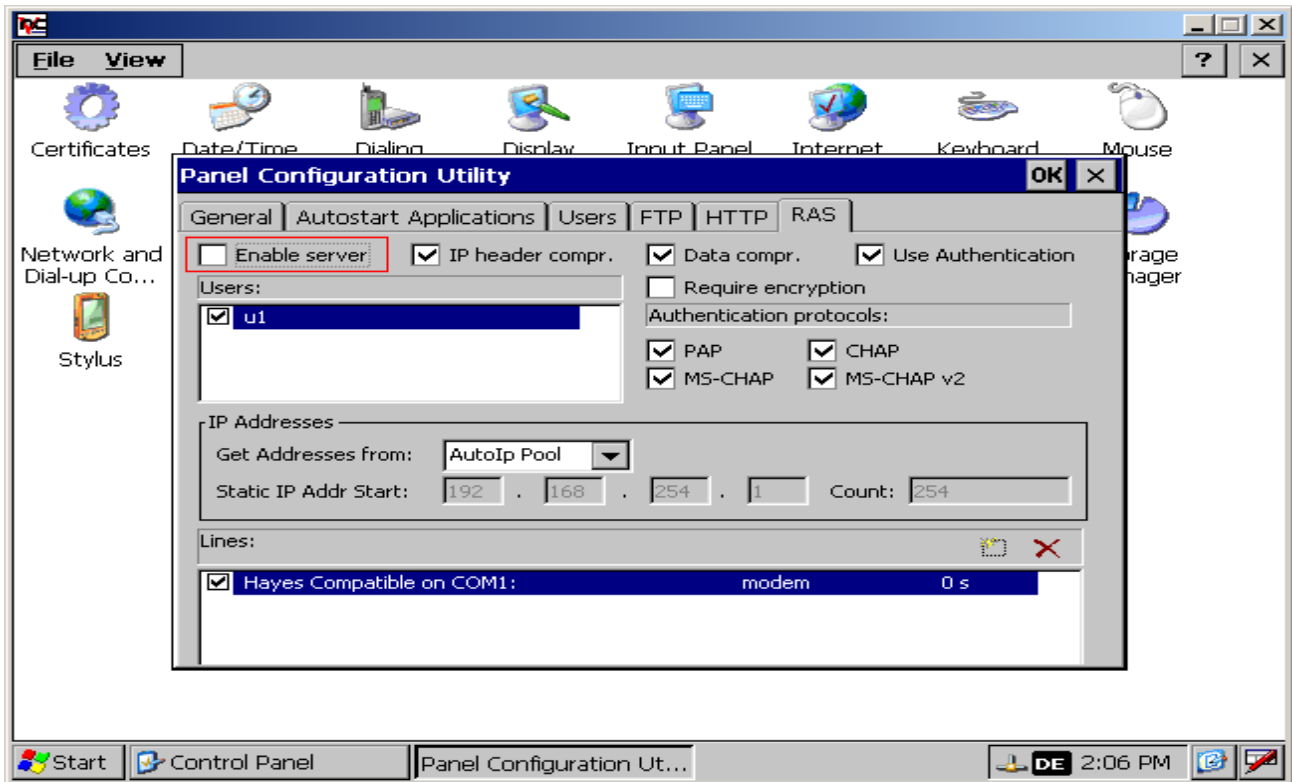 File View ?
Certificates Date/Time Dialing Display Input Panel Internet Keyboard Mouse
Panel Configuration Utility OK
General Autostart Applications Users FTP HTTP RAS
Network and
Dial-up Co...
rage
nager
Enable server IP header compr. Data compr. Use Authentication
Users: Require encryption
u1 Authentication protocols:
PAP CHAP
MS-CHAP MS-CHAP v2
Stylus
IP Addresses
Get Addresses from: AutoIp Pool
Static IP Addr Start: 192 . 168 . 254 . 1 Count: 254
Lines:
Hayes Compatible on COM1: modem 0 s
Start Control Panel Panel Configuration Ut... DE 2:06 PM